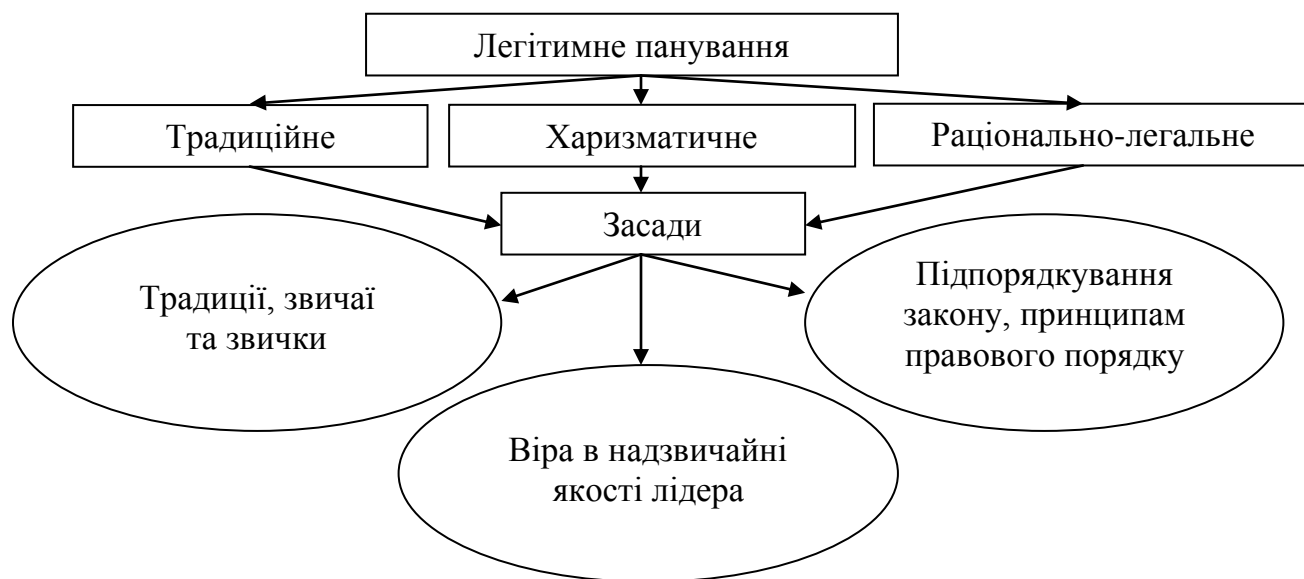 Легітимне панування
Традиційне
Харизматичне
Раціонально-легальне
Засади
Традиції, звичаї
та звички
Підпорядкування
закону, принципам
правового порядку
Віра в надзвичайні
якості лідера